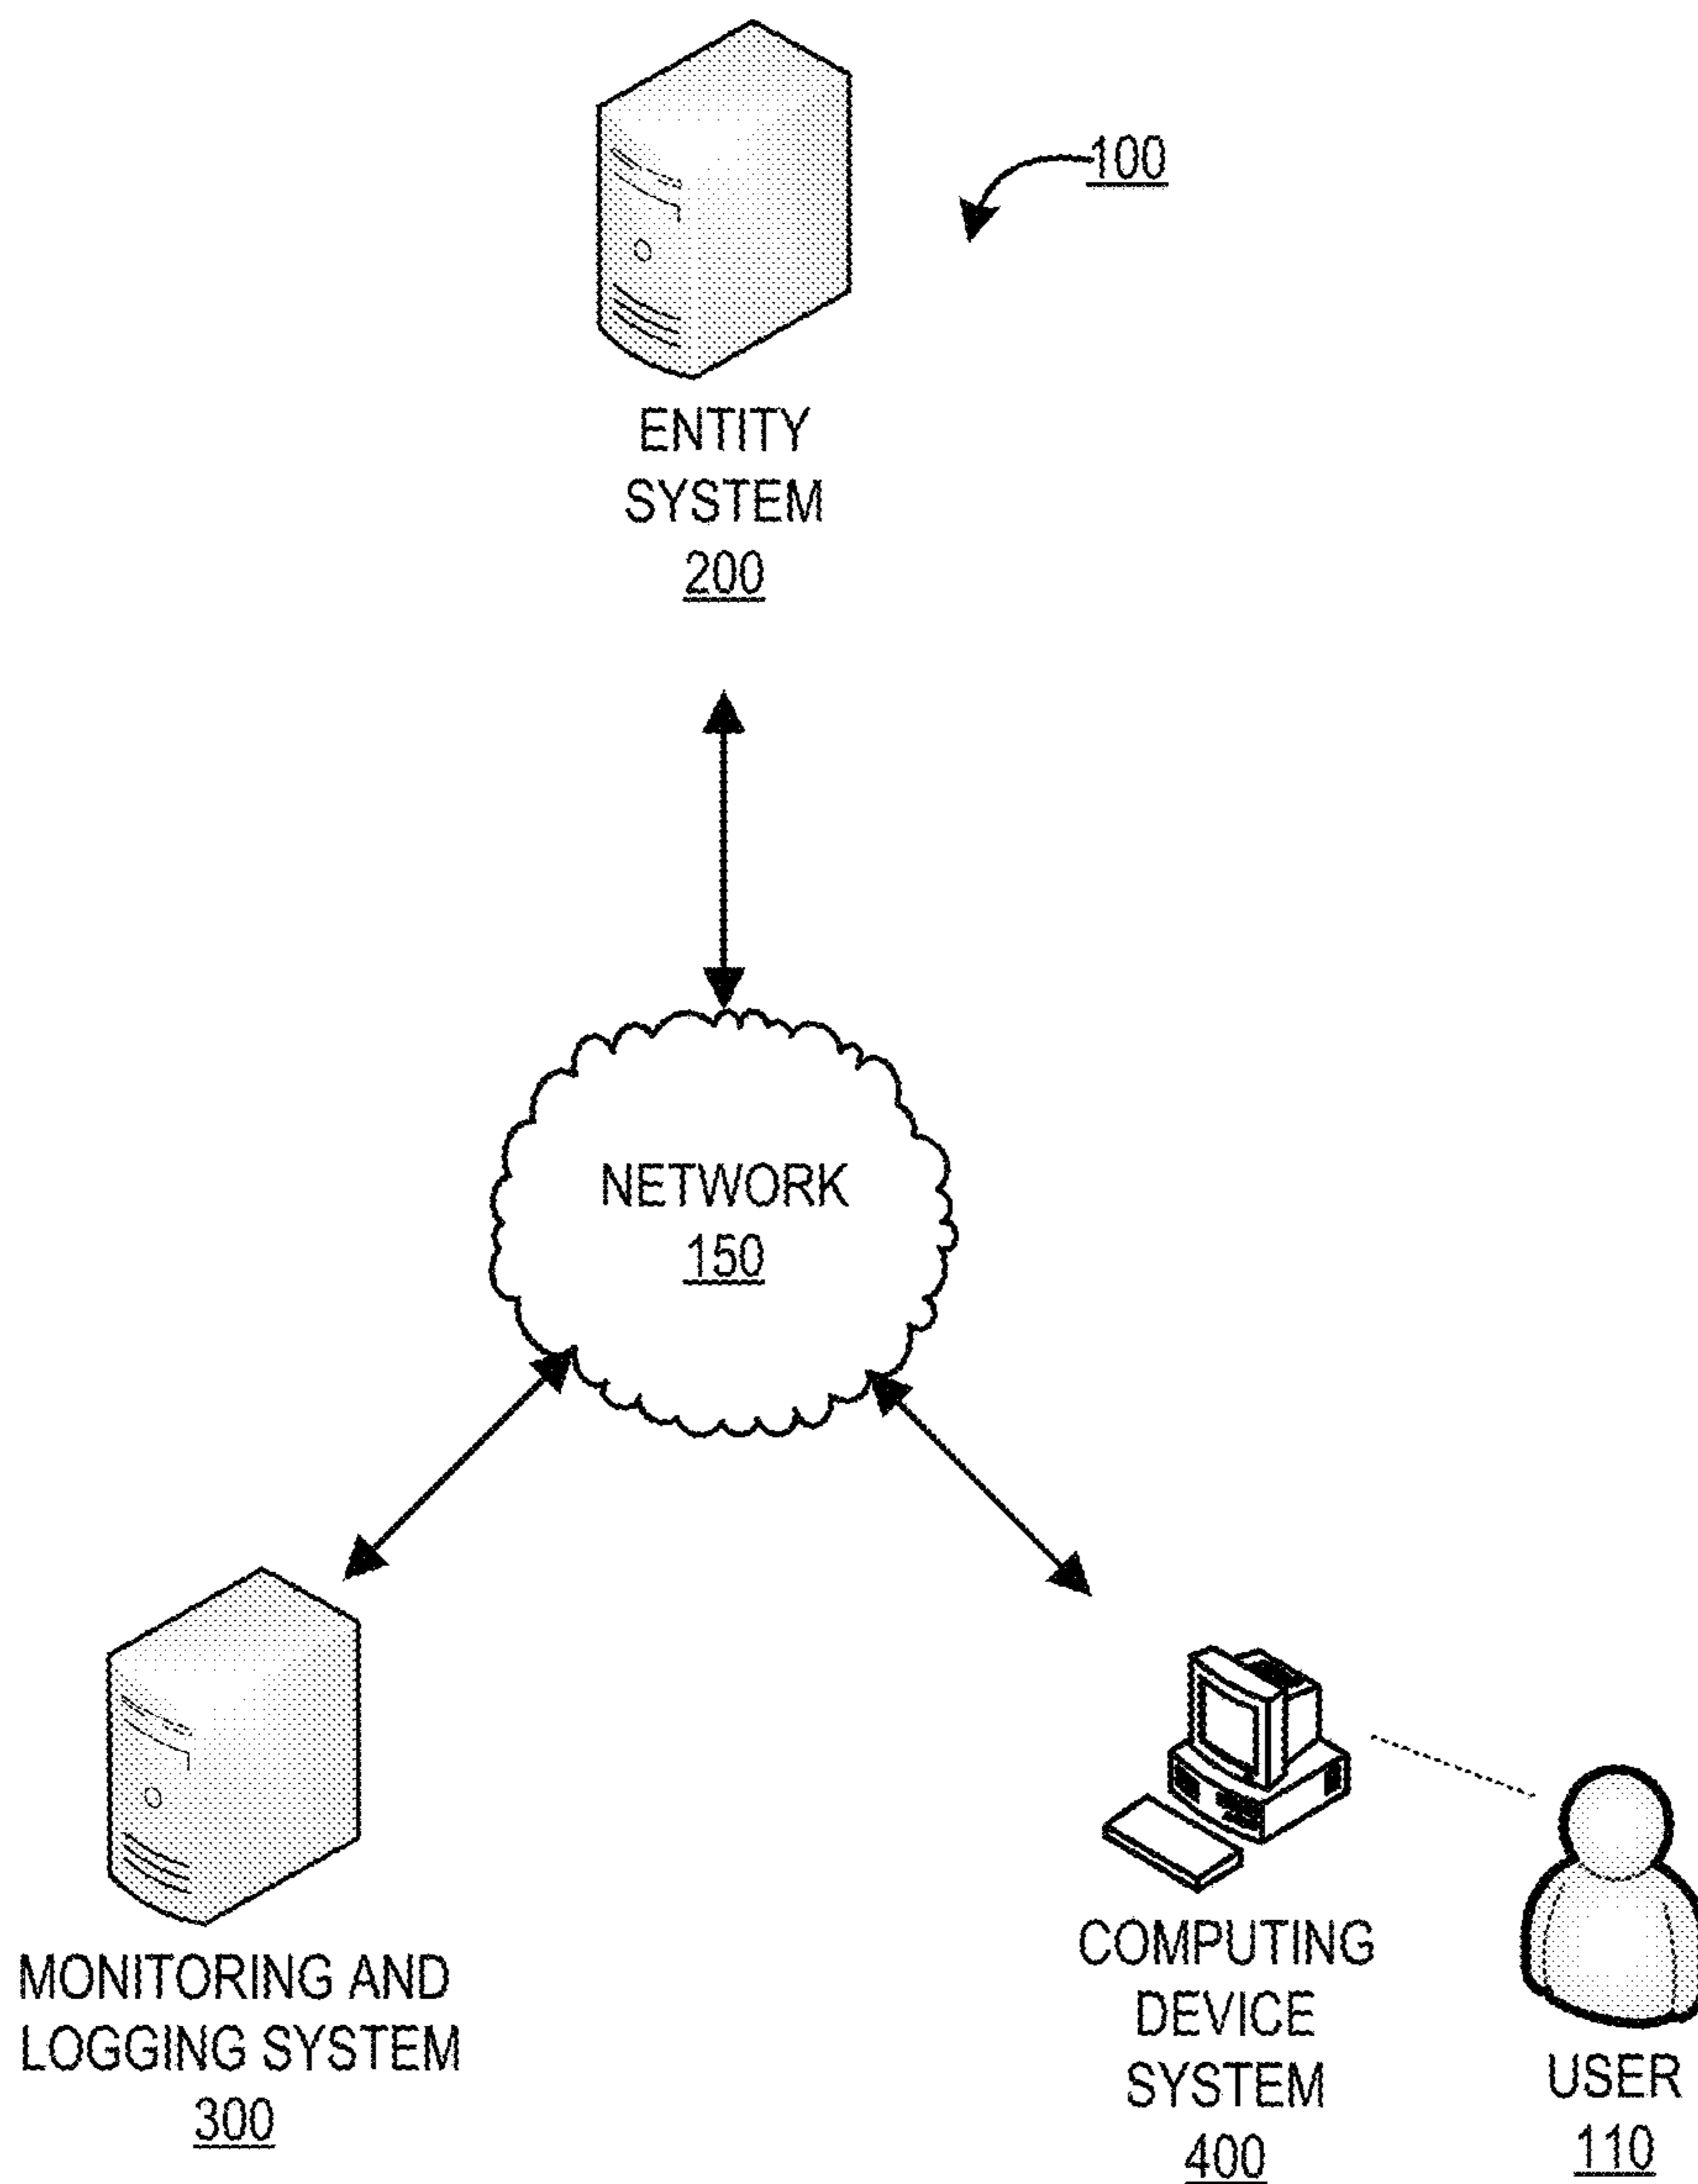 100
ENTITY
SYSTEM
200
NETWORK
150
MONITORING AND
LOGGING SYSTEM
300
COMPUTING
DEVICE
SYSTEM
400
USER
110